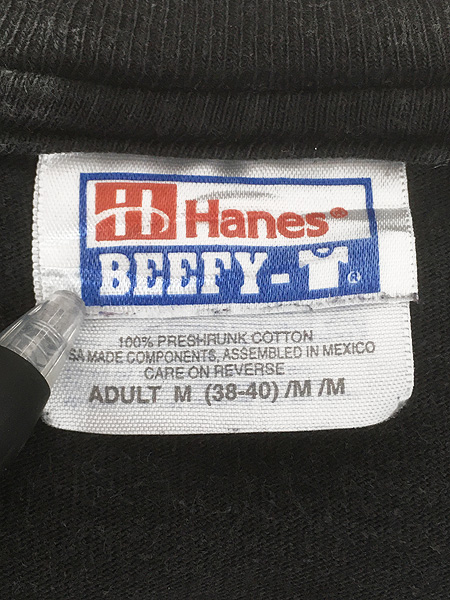 H Hanes®
BEEFY-T ®
100% PRESHRUNK COTTON
SA MADE COMPONENTS, ASSEMBLED IN MEXICO
CARE ON REVERSE
ADULT M (38-40) /M /M